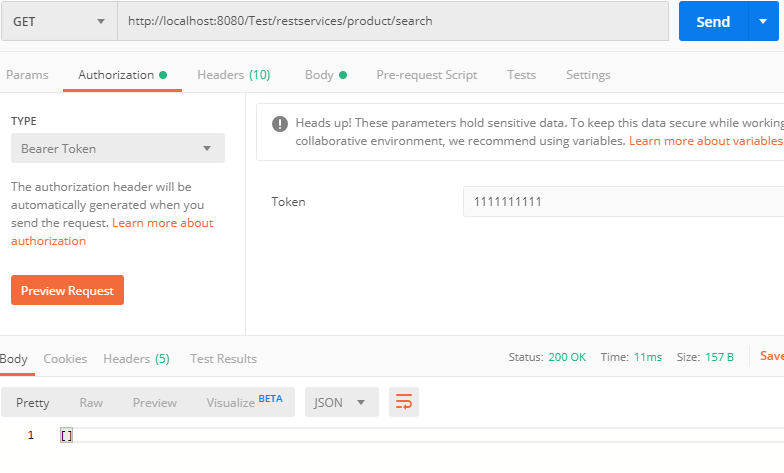 GET http://localhost:8080/Test/restservices/product/search Send
Params Authorization Headers (10) Body Pre-request Script Tests Settings
TYPE
Bearer Token
The authorization header will be
automatically generated when you
send the request. Learn more about
authorization
Preview Request
! Heads up! These parameters hold sensitive data. To keep this data secure while working
collaborative environment, we recommend using variables. Learn more about variables
Token 1111111111
Body Cookies Headers (5) Test Results Status: 200 OK Time: 11ms Size: 157 B Save
Pretty Raw Preview Visualize BETA JSON
1 []